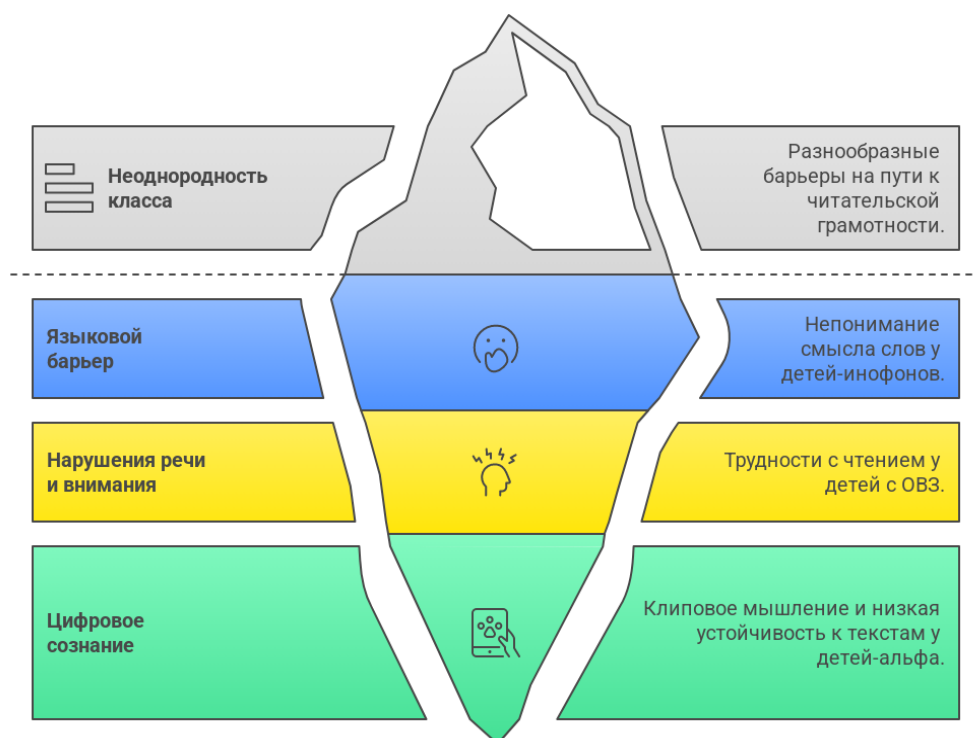 Неоднородность
класса
Разнообразные
барьеры на пути к
читательской
грамотности.
Языковой
барьер
Непонимание
смысла слов у
детей-инофонов.
Нарушения речи
и внимания
Трудности с чтением у
детей с ОВЗ.
Цифровое
сознание
Клиповое мышление и низкая
устойчивость к текстам у
детей-альфа.